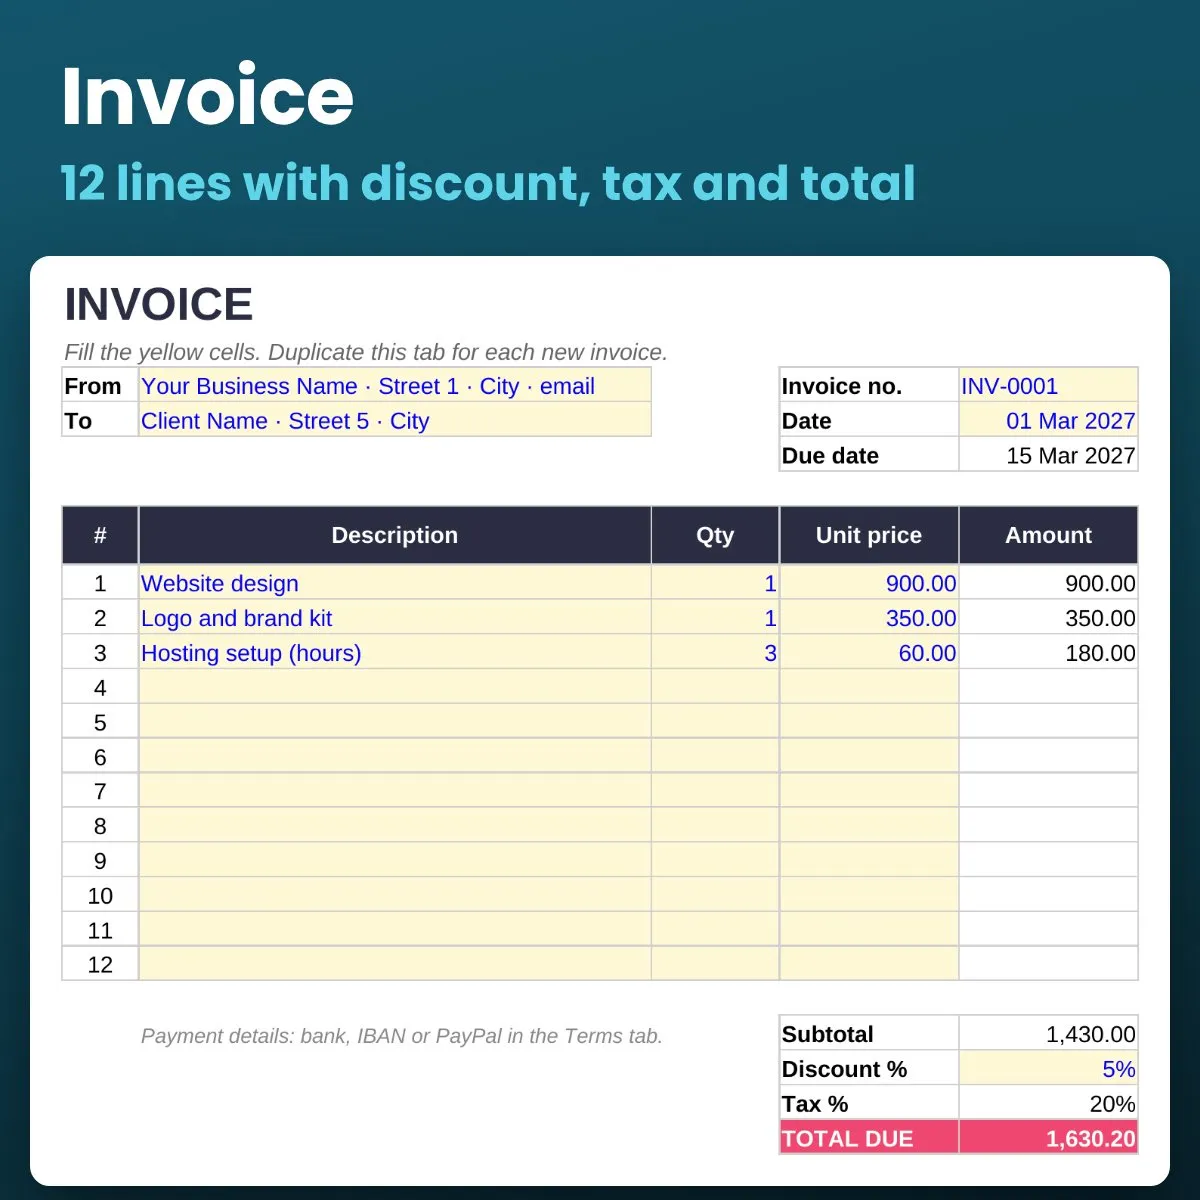 Invoice
12 lines with discount, tax and total
INVOICE
Fill the yellow cells. Duplicate this tab for each new invoice.
From Your Business Name · Street 1 · City · email Invoice no. INV-0001
To Client Name · Street 5 · City Date 01 Mar 2027
Due date 15 Mar 2027
# Description Qty Unit price Amount
1 Website design 1 900.00 900.00
2 Logo and brand kit 1 350.00 350.00
3 Hosting setup (hours) 3 60.00 180.00
4
5
6
7
8
9
10
11
12
Payment details: bank, IBAN or PayPal in the Terms tab. Subtotal 1,430.00
Discount % 5%
Tax % 20%
TOTAL DUE 1,630.20